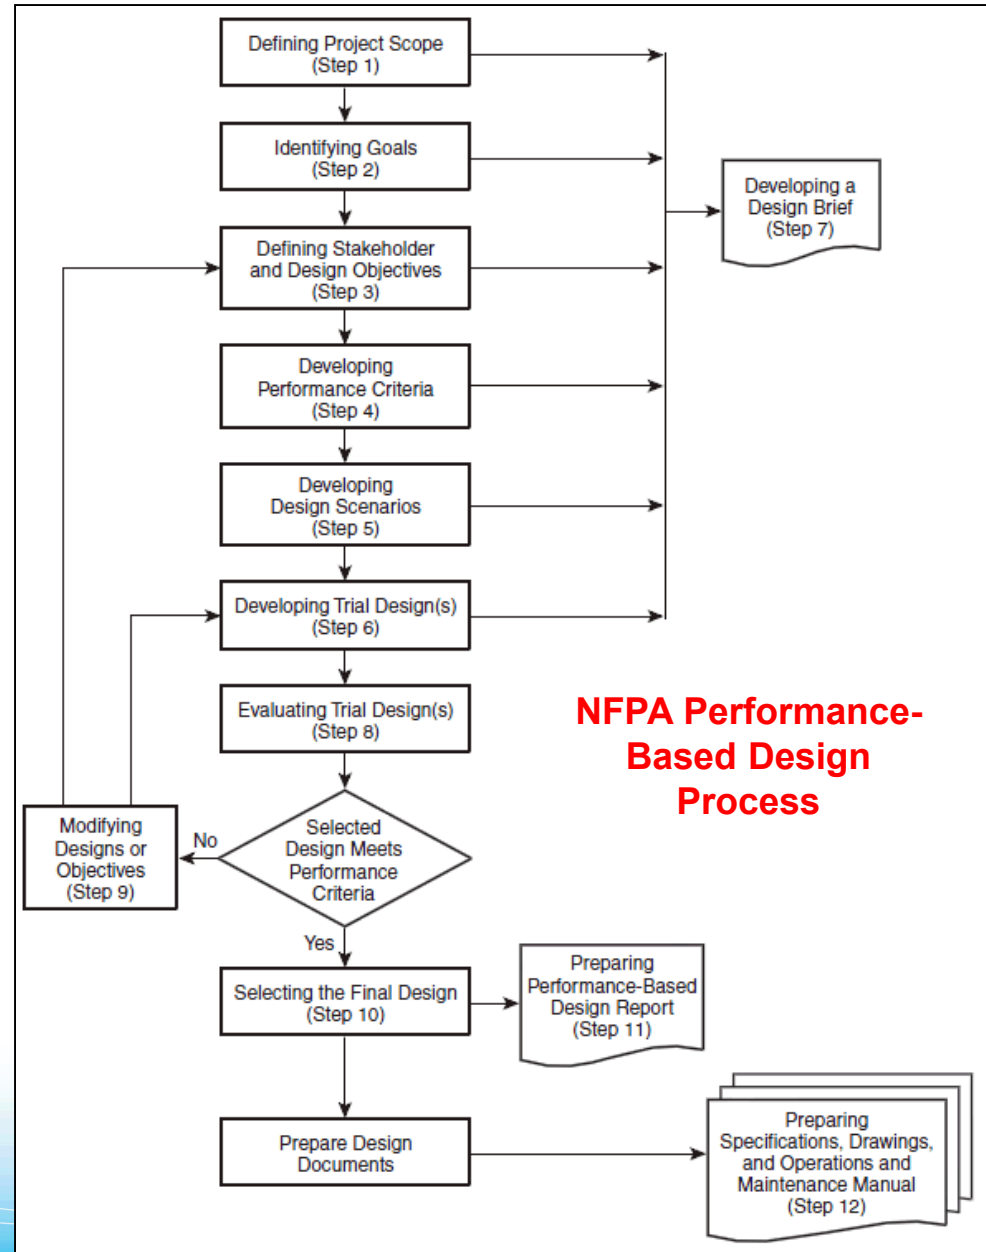 Defining Project Scope
(Step 1)
Identifying Goals
(Step 2)
Developing a
Design Brief
(Step 7)
Defining Stakeholder
and Design Objectives
(Step 3)
Developing
Performance Criteria
(Step 4)
Developing
Design Scenarios
(Step 5)
Developing Trial Design(s)
(Step 6)
Evaluating Trial Design(s)
(Step 8)
NFPA Performance-
Based Design
Process
Modifying
Designs or
Objectives
(Step 9)
No
Selected
Design Meets
Performance
Criteria
Yes
Selecting the Final Design
(Step 10)
Preparing
Performance-Based
Design Report
(Step 11)
Prepare Design
Documents
Preparing
Specifications, Drawings,
and Operations and
Maintenance Manual
(Step 12)